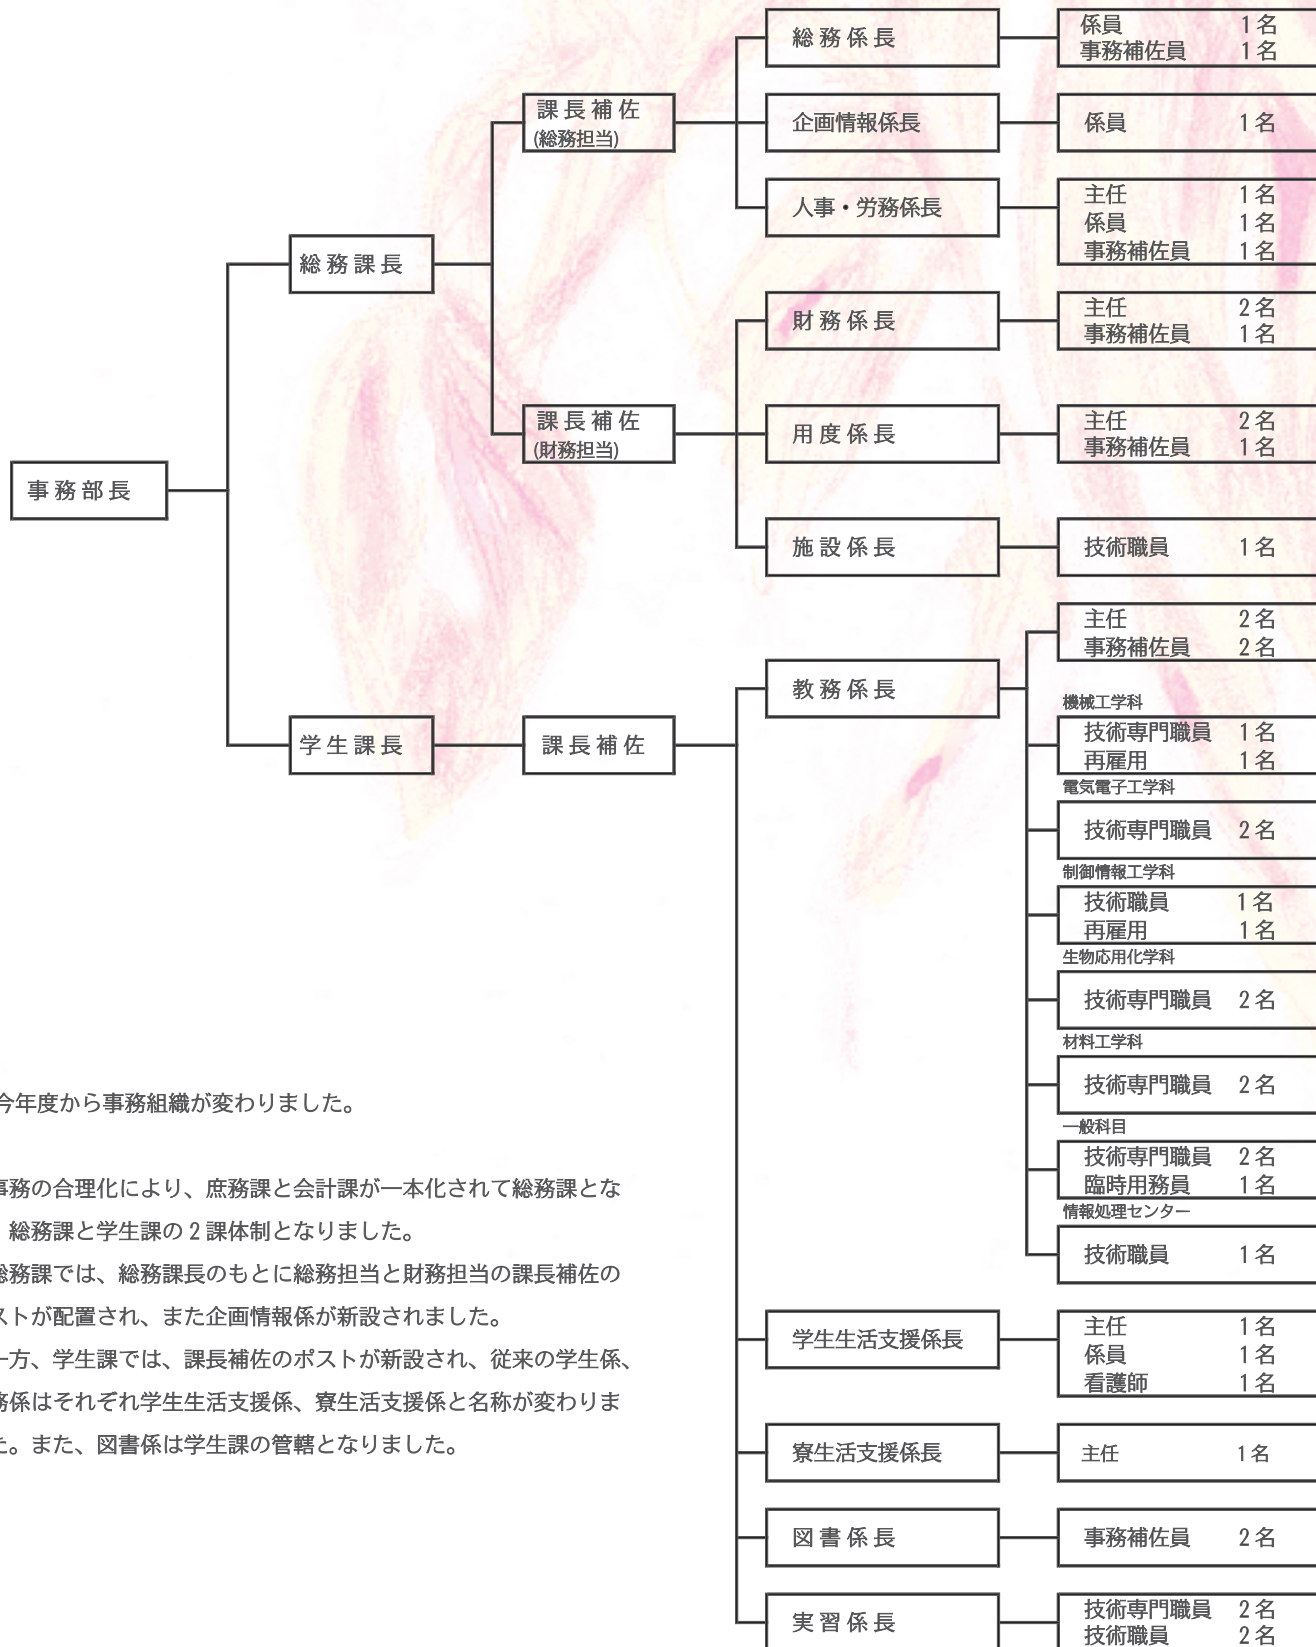 総務係長
係員 1名
事務補佐員 1名
課長補佐
(総務担当)
企画情報係長
係員 1名
人事・労務係長
主任 1名
係員 1名
事務補佐員 1名
総務課長
財務係長
主任 2名
事務補佐員 1名
課長補佐
(財務担当)
用度係長
主任 2名
事務補佐員 1名
事務部長
施設係長
技術職員 1名
主任 2名
事務補佐員 2名
教務係長
機械工学科
技術専門職員 1名
再雇用 1名
学生課長
課長補佐
電気電子工学科
技術専門職員 2名
制御情報工学科
技術職員 1名
再雇用 1名
生物応用化学科
技術専門職員 2名
材料工学科
技術専門職員 2名
一般科目
技術専門職員 2名
臨時用務員 1名
情報処理センター
技術職員 1名
今年度から事務組織が変わりました。
事務の合理化により、庶務課と会計課が一本化されて総務課とな
、総務課と学生課の2課体制となりました。
総務課では、総務課長のもとに総務担当と財務担当の課長補佐の
ストが配置され、また企画情報係が新設されました。
一方、学生課では、課長補佐のポストが新設され、従来の学生係、
務係はそれぞれ学生生活支援係、寮生活支援係と名称が変わりま
た。また、図書係は学生課の管轄となりました。
学生生活支援係長
主任 1名
係員 1名
看護師 1名
寮生活支援係長
主任 1名
図書係長
事務補佐員 2名
実習係長
技術専門職員 2名
技術職員 2名